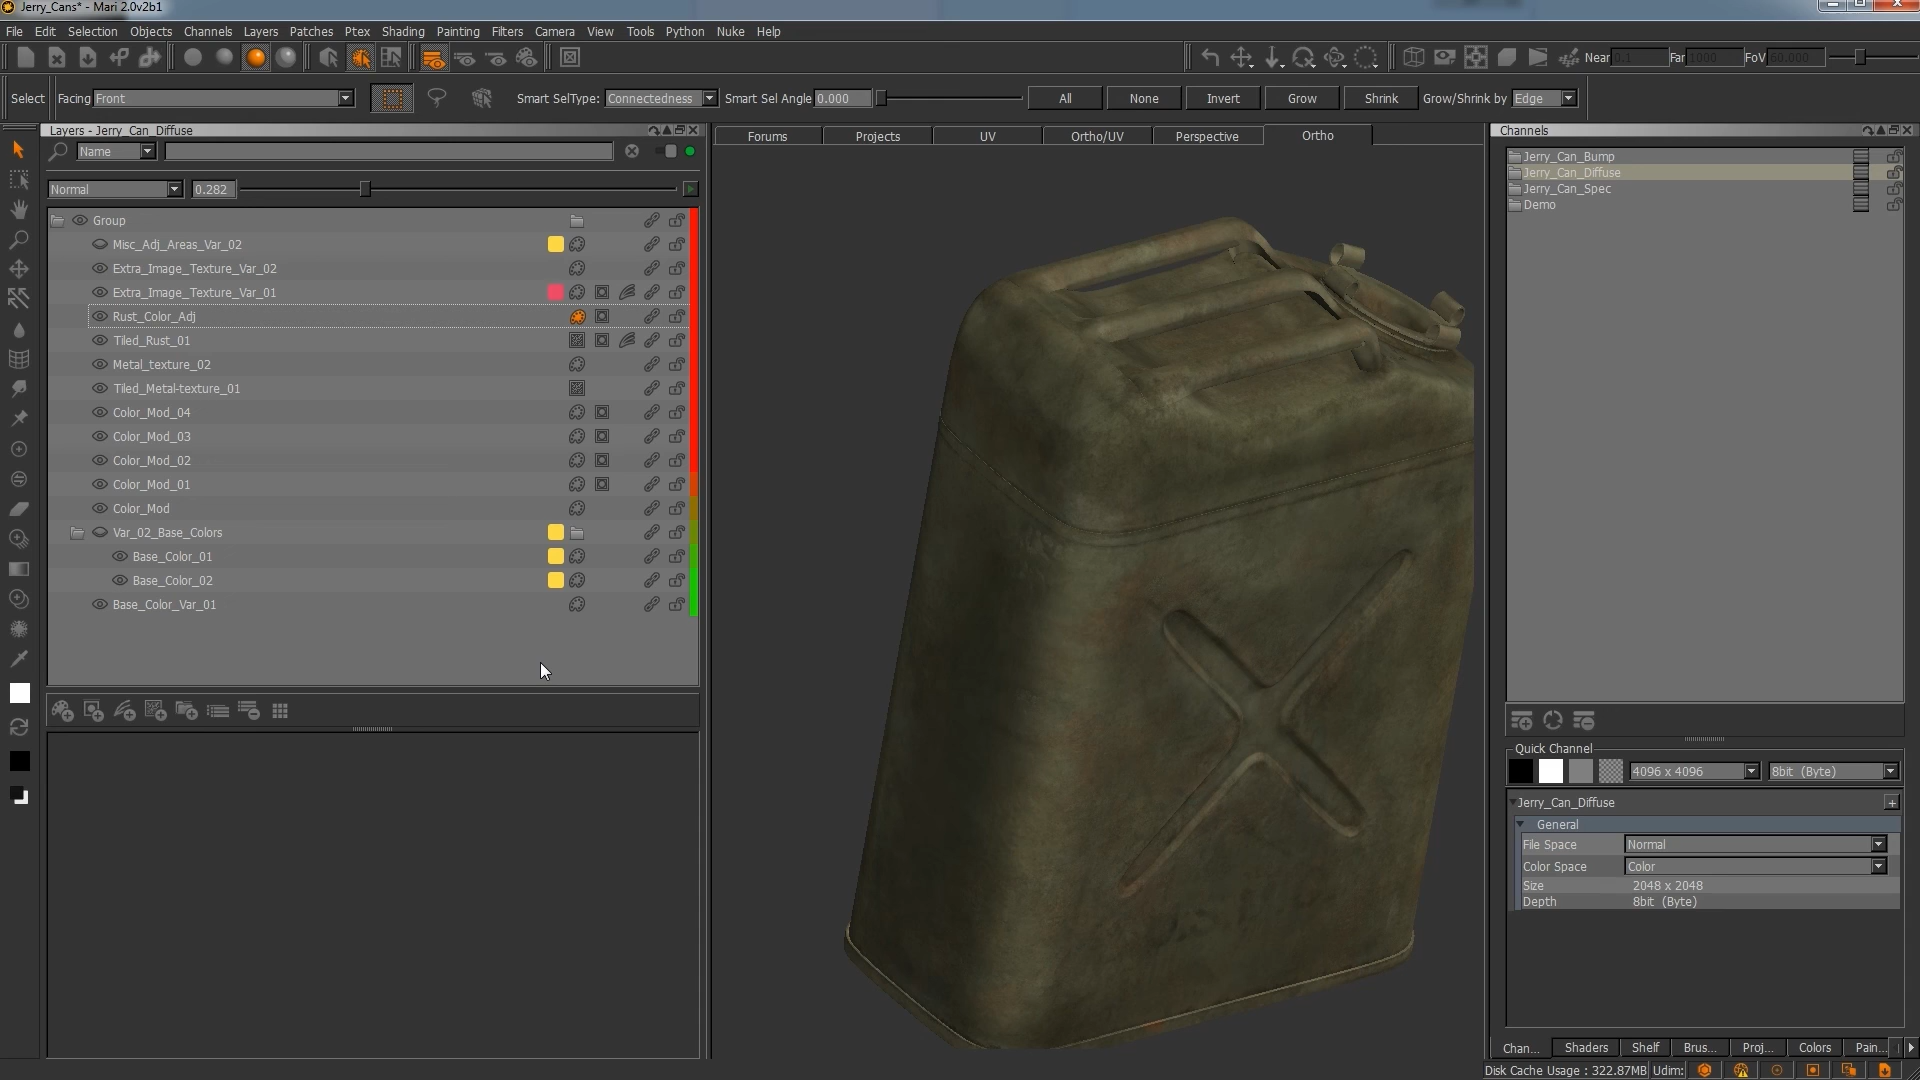 Jerry_Cans* - Mari 2.0v2b1
File Edit Selection Objects Channels Layers Patches Ptex Shading Painting Filters Camera View Tools Python Nuke Help
Near 0.1 Far 1000 FoV 60.000
Select Facing Front Smart SelType: Connectedness Smart Sel Angle 0.000 All None Invert Grow Shrink Grow/Shrink by Edge
Layers - Jerry_Can_Diffuse
Name
Normal 0.282
Group
Misc_Adj_Areas_Var_02
Extra_Image_Texture_Var_02
Extra_Image_Texture_Var_01
Rust_Color_Adj
Tiled_Rust_01
Metal_texture_02
Tiled_Metal-texture_01
Color_Mod_04
Color_Mod_03
Color_Mod_02
Color_Mod_01
Color_Mod
Var_02_Base_Colors
Base_Color_01
Base_Color_02
Base_Color_Var_01
Forums Projects UV Ortho/UV Perspective Ortho
Channels
Jerry_Can_Bump
Jerry_Can_Diffuse
Jerry_Can_Spec
Demo
Quick Channel
4096 x 4096 8bit (Byte)
Jerry_Can_Diffuse
General
File Space Normal
Color Space Color
Size 2048 x 2048
Depth 8bit (Byte)
Chan... Shaders Shelf Brus... Proj... Colors Pain...
Disk Cache Usage : 322.87MB Udim: